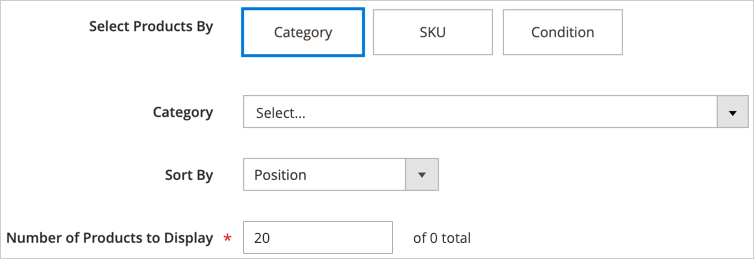 Select Products By Category SKU Condition
Category Select...
Sort By Position
Number of Products to Display * 20 of 0 total